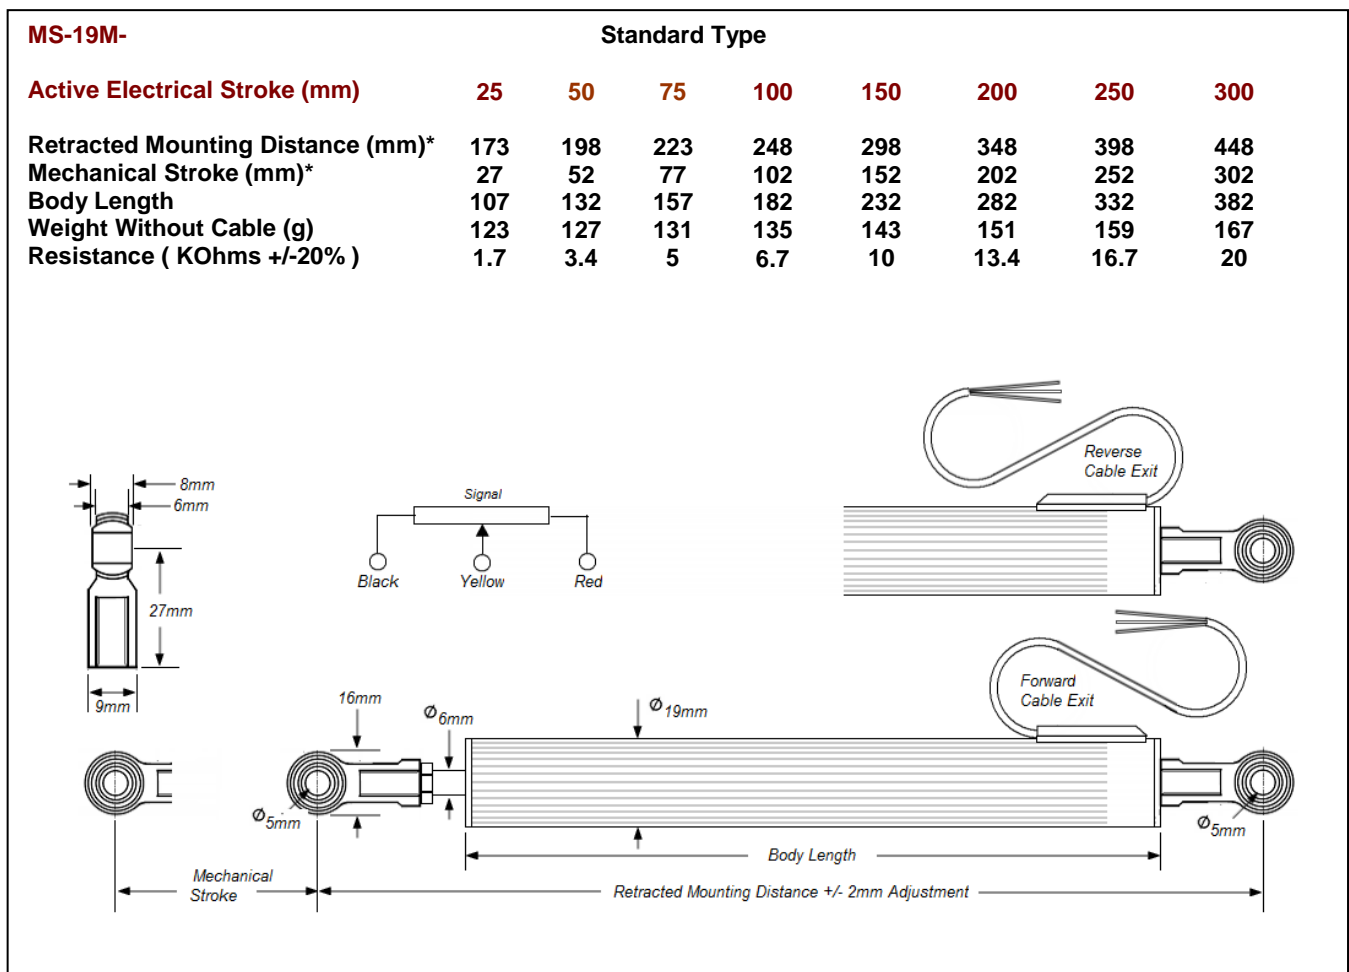 MS-19M- Standard Type
Active Electrical Stroke (mm) 25 50 75 100 150 200 250 300
Retracted Mounting Distance (mm)* 173 198 223 248 298 348 398 448
Mechanical Stroke (mm)* 27 52 77 102 152 202 252 302
Body Length 107 132 157 182 232 282 332 382
Weight Without Cable (g) 123 127 131 135 143 151 159 167
Resistance ( KOhms +/-20% ) 1.7 3.4 5 6.7 10 13.4 16.7 20
Reverse
Cable Exit
8mm
6mm
27mm
9mm
Signal
Black Yellow Red
Forward
Cable Exit
16mm
Ø6mm
Ø19mm
Ø5mm
Ø5mm
Body Length
Mechanical
Stroke
Retracted Mounting Distance +/- 2mm Adjustment